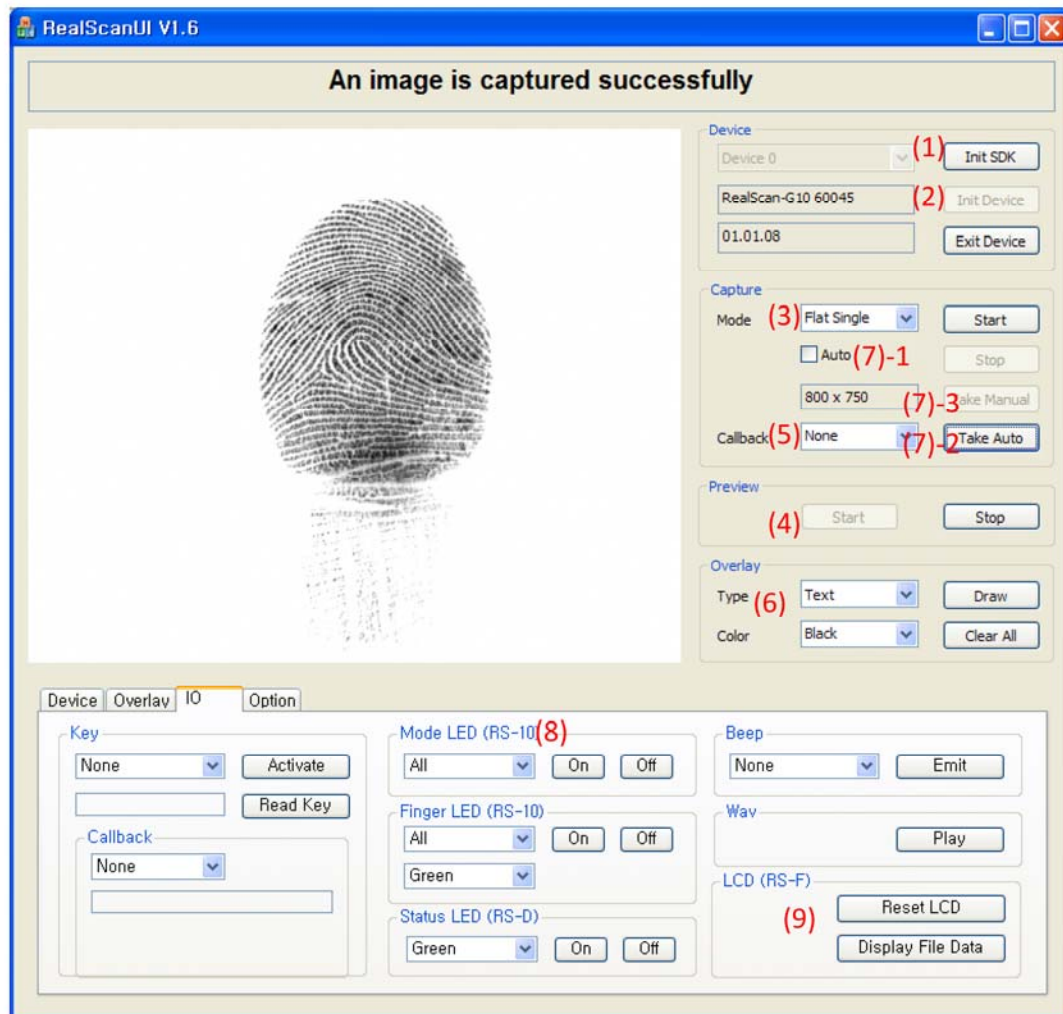 RealScanUI V1.6
An image is captured successfully
Device
Device 0
(1)
Init SDK
RealScan-G10 60045
(2)
Init Device
01.01.08
Exit Device
Capture
Mode
(3)
Flat Single
Start
Auto
(7)-1
Stop
800 x 750
(7)-3
Take Manual
Callback
(5)
None
(7)-2
Take Auto
Preview
(4)
Start
Stop
Overlay
Type
(6)
Text
Draw
Color
Black
Clear All
Device
Overlay
IO
Option
Key
None
Activate
Read Key
Callback
None
Mode LED (RS-10)
(8)
All
On
Off
Finger LED (RS-10)
All
On
Off
Green
Status LED (RS-D)
Green
On
Off
Beep
None
Emit
Wav
Play
LCD (RS-F)
(9)
Reset LCD
Display File Data